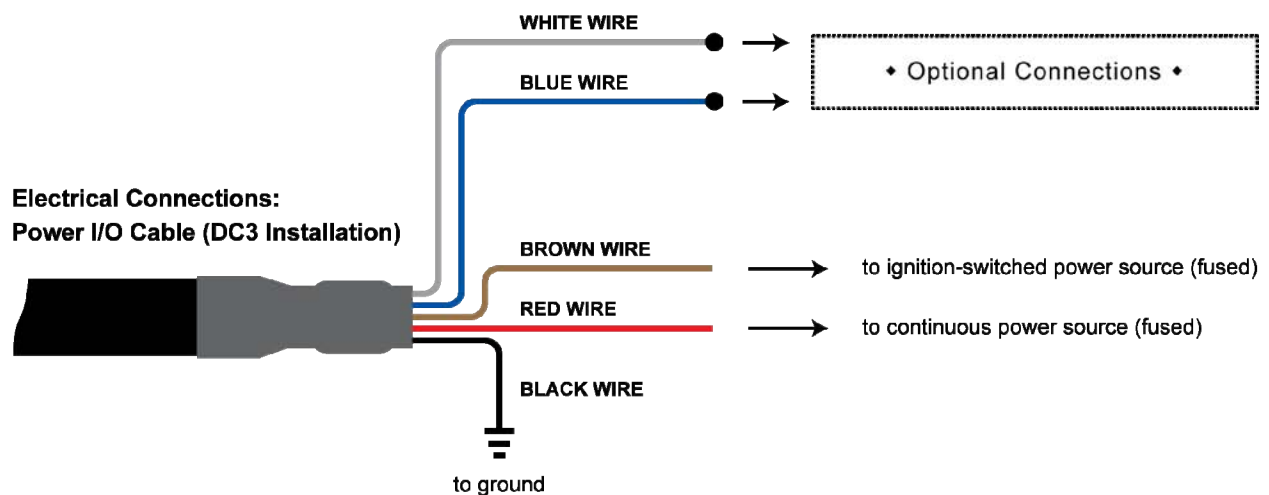 WHITE WIRE
◆ Optional Connections ◆
BLUE WIRE
Electrical Connections:
Power I/O Cable (DC3 Installation)
BROWN WIRE
to ignition-switched power source (fused)
RED WIRE
to continuous power source (fused)
BLACK WIRE
to ground